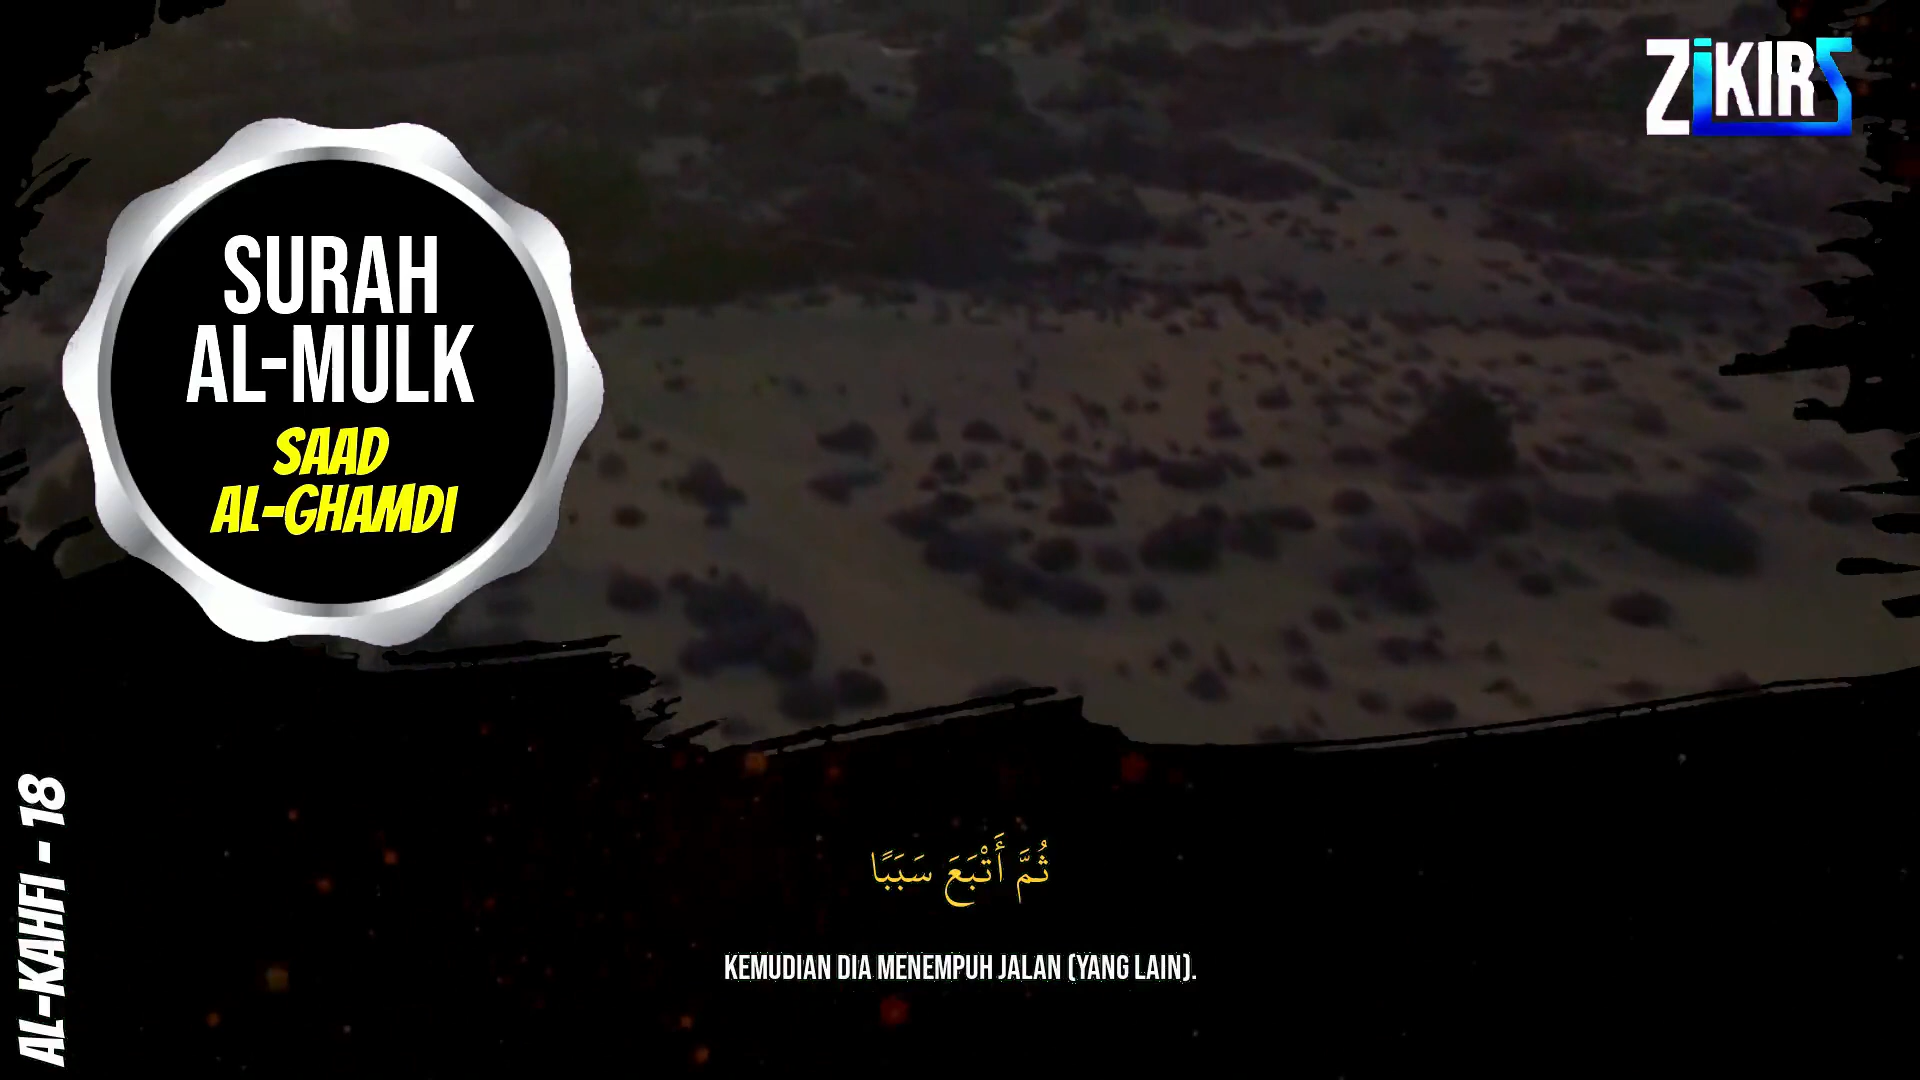 ZIKIRS
SURAH
AL-MULK
SAAD
AL-GHAMDI
AL-KAHFI - 18
ثُمَّ أَتْبَعَ سَبَبًا
KEMUDIAN DIA MENEMPUH JALAN (YANG LAIN).